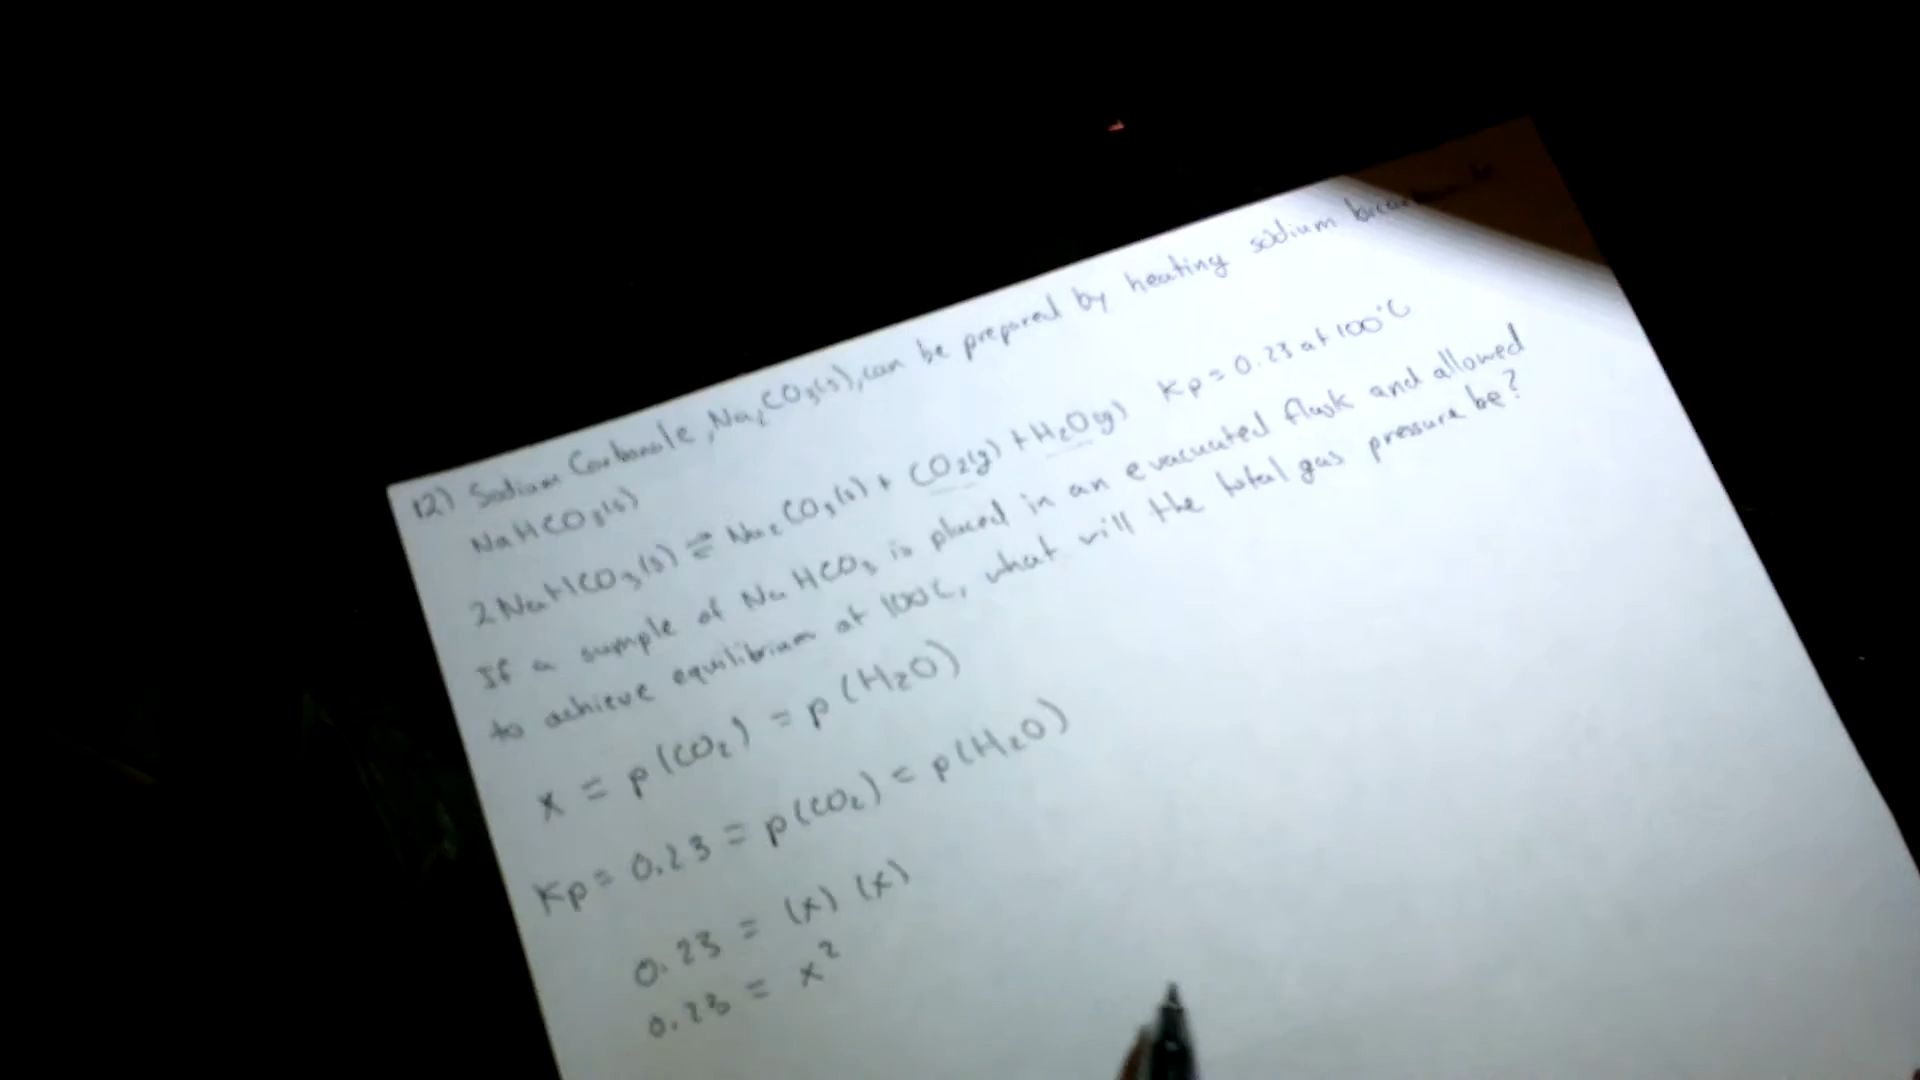 12) Sodium Carbonate, Na₂CO₃(s), can be prepared by heating sodium
NaHCO₃(s)
2NaHCO₃(s) ⇌ Na₂CO₃(s) + CO₂(g) + H₂O(g) Kp = 0.23 at 100°C
If a sample of NaHCO₃ is placed in an evacuated flask and allowed
to achieve equilibrium at 100°C, what will the total gas pressure be?
x = p(CO₂) = p(H₂O)
Kp = 0.23 = p(CO₂) = p(H₂O)
0.23 = (x) (x)
0.23 = x²